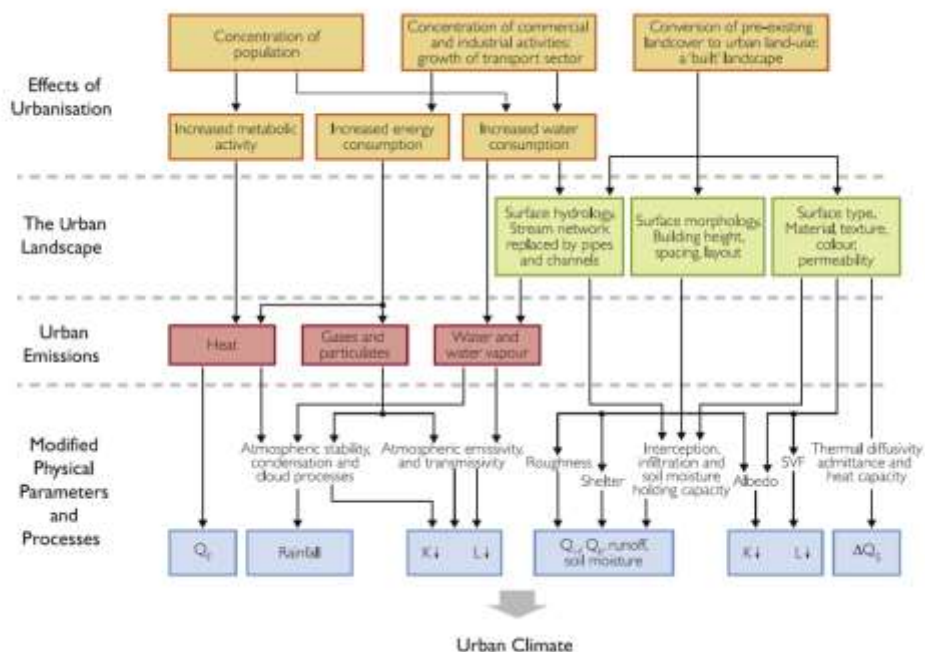 Concentration of
population
Concentration of commercial
and industrial activities:
growth of transport sector
Conversion of pre-existing
landcover to urban land-use:
a 'built' landscape
Effects of
Urbanisation
Increased metabolic
activity
Increased energy
consumption
Increased water
consumption
The Urban
Landscape
Surface hydrology,
Stream network
replaced by pipes
and channels
Surface morphology,
Building height,
spacing, layout
Surface type,
Material, texture,
colour,
permeability
Urban
Emissions
Heat
Gases and
particulates
Water and
water vapour
Modified
Physical
Parameters
and
Processes
Atmospheric stability,
condensation and
cloud processes
Atmospheric emissivity,
and transmissivity
Roughness
Shelter
Interception,
infiltration and
soil moisture
holding capacity
Albedo
SVF
Thermal diffusivity
admittance and
heat capacity
Rainfall
K↓ L↓
runoff,
soil moisture
K↓ L↓
ΔQS
Urban Climate